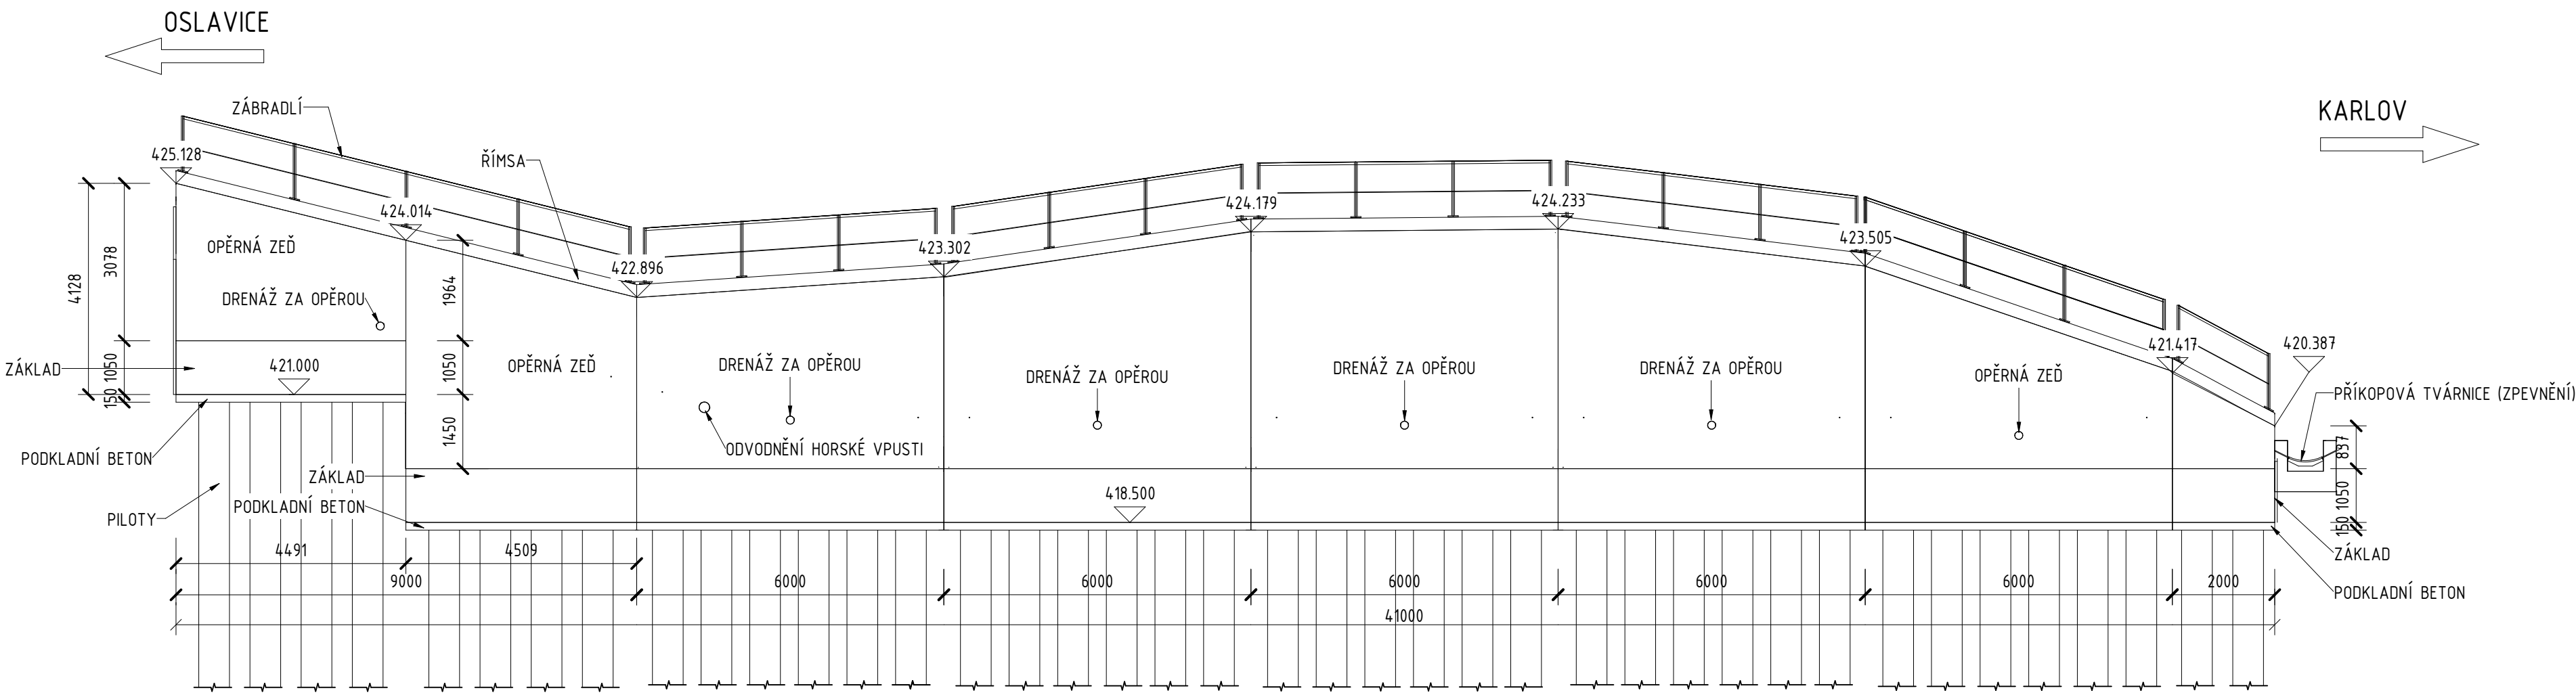 OSLAVICE
KARLOV
ZÁBRADLÍ
ŘÍMSA
425.128
424.014
422.896
423.302
424.179
424.233
423.505
421.417
420.387
OPĚRNÁ ZEĎ
DRENÁŽ ZA OPĚROU
4128
3078
1050
150
1964
1050
1450
ZÁKLAD
421.000
OPĚRNÁ ZEĎ
DRENÁŽ ZA OPĚROU
DRENÁŽ ZA OPĚROU
DRENÁŽ ZA OPĚROU
DRENÁŽ ZA OPĚROU
OPĚRNÁ ZEĎ
PŘÍKOPOVÁ TVÁRNICE (ZPEVNĚNÍ)
ODVODNĚNÍ HORSKÉ VPUSTI
PODKLADNÍ BETON
ZÁKLAD
PODKLADNÍ BETON
PILOTY
418.500
837
1050
150
ZÁKLAD
PODKLADNÍ BETON
4491
4509
9000
6000
6000
6000
6000
6000
2000
41000